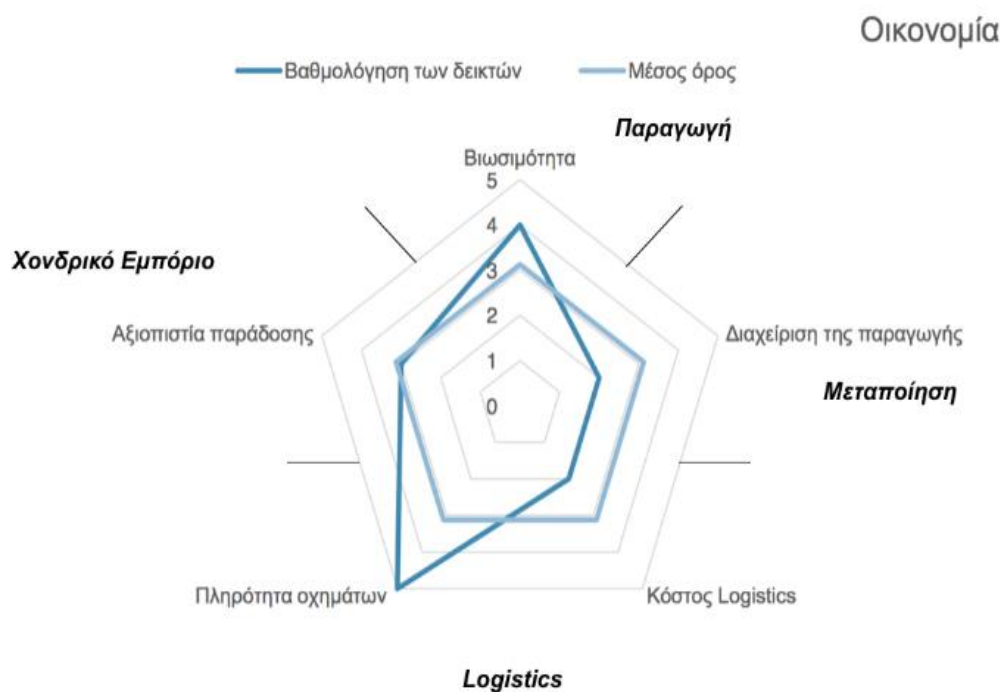 Οικονομία
Βαθμολόγηση των δεικτών
Μέσος όρος
Παραγωγή
Βιωσιμότητα
5
4
3
2
1
0
Χονδρικό Εμπόριο
Αξιοπιστία παράδοσης
Διαχείριση της παραγωγής
Μεταποίηση
Πληρότητα οχημάτων
Κόστος Logistics
Logistics